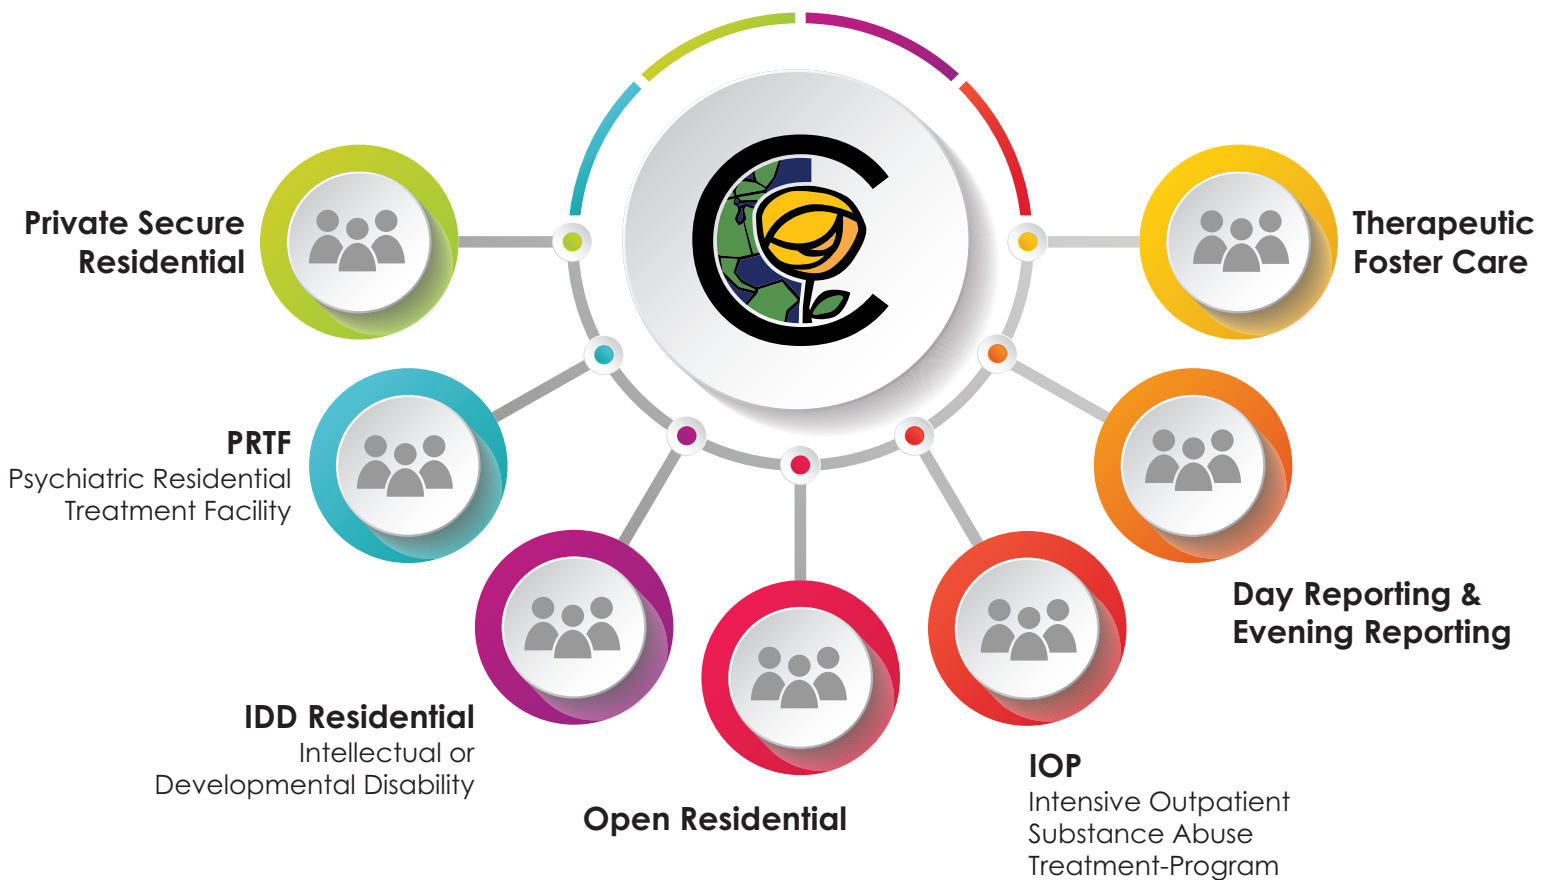 Private Secure
Residential
PRTF
Psychiatric Residential
Treatment Facility
IDD Residential
Intellectual or
Developmental Disability
Open Residential
IOP
Intensive Outpatient
Substance Abuse
Treatment-Program
Day Reporting &
Evening Reporting
Therapeutic
Foster Care